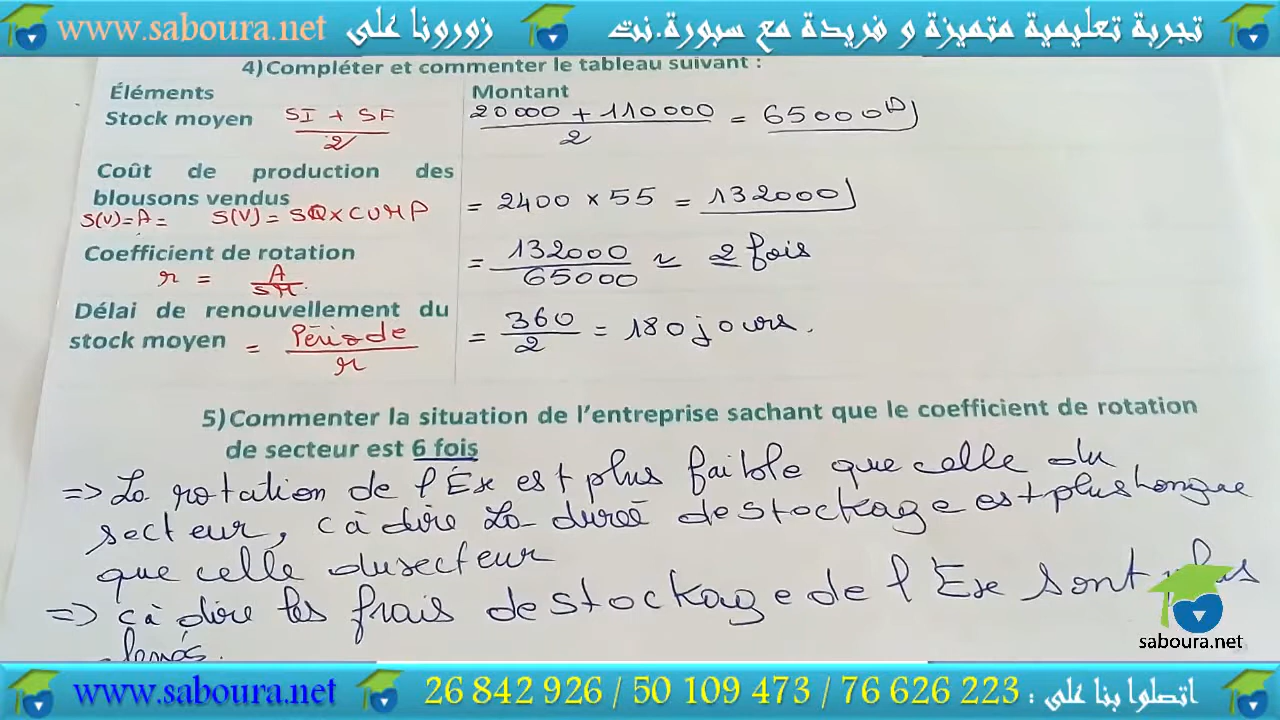 www.saboura.net زورونا على تجربة تعليمية متميزة و فريدة مع سبورة.نت
4) Compléter et commenter le tableau suivant :
Éléments Montant
Stock moyen SI + SF / 2 20000 + 110000 / 2 = 65000 D
Coût de production des
blousons vendus = 2400 × 55 = 132000
S(V)=A= S(V) = SQ × CUMP
Coefficient de rotation = 132000 / 65000 ≃ 2 fois
r = A / SM.
Délai de renouvellement du
stock moyen = Période / r = 360 / 2 = 180 jours.
5) Commenter la situation de l'entreprise sachant que le coefficient de rotation
de secteur est 6 fois
=> La rotation de l'Ese est plus faible que celle du
secteur, c à dire La durée de stockage est plus longue
que celle du secteur
=> c à dire les frais de stockage de l'Ese sont plus
élevés.
saboura.net
www.saboura.net 26 842 926 / 50 109 473 / 76 626 223 : اتصلوا بنا على